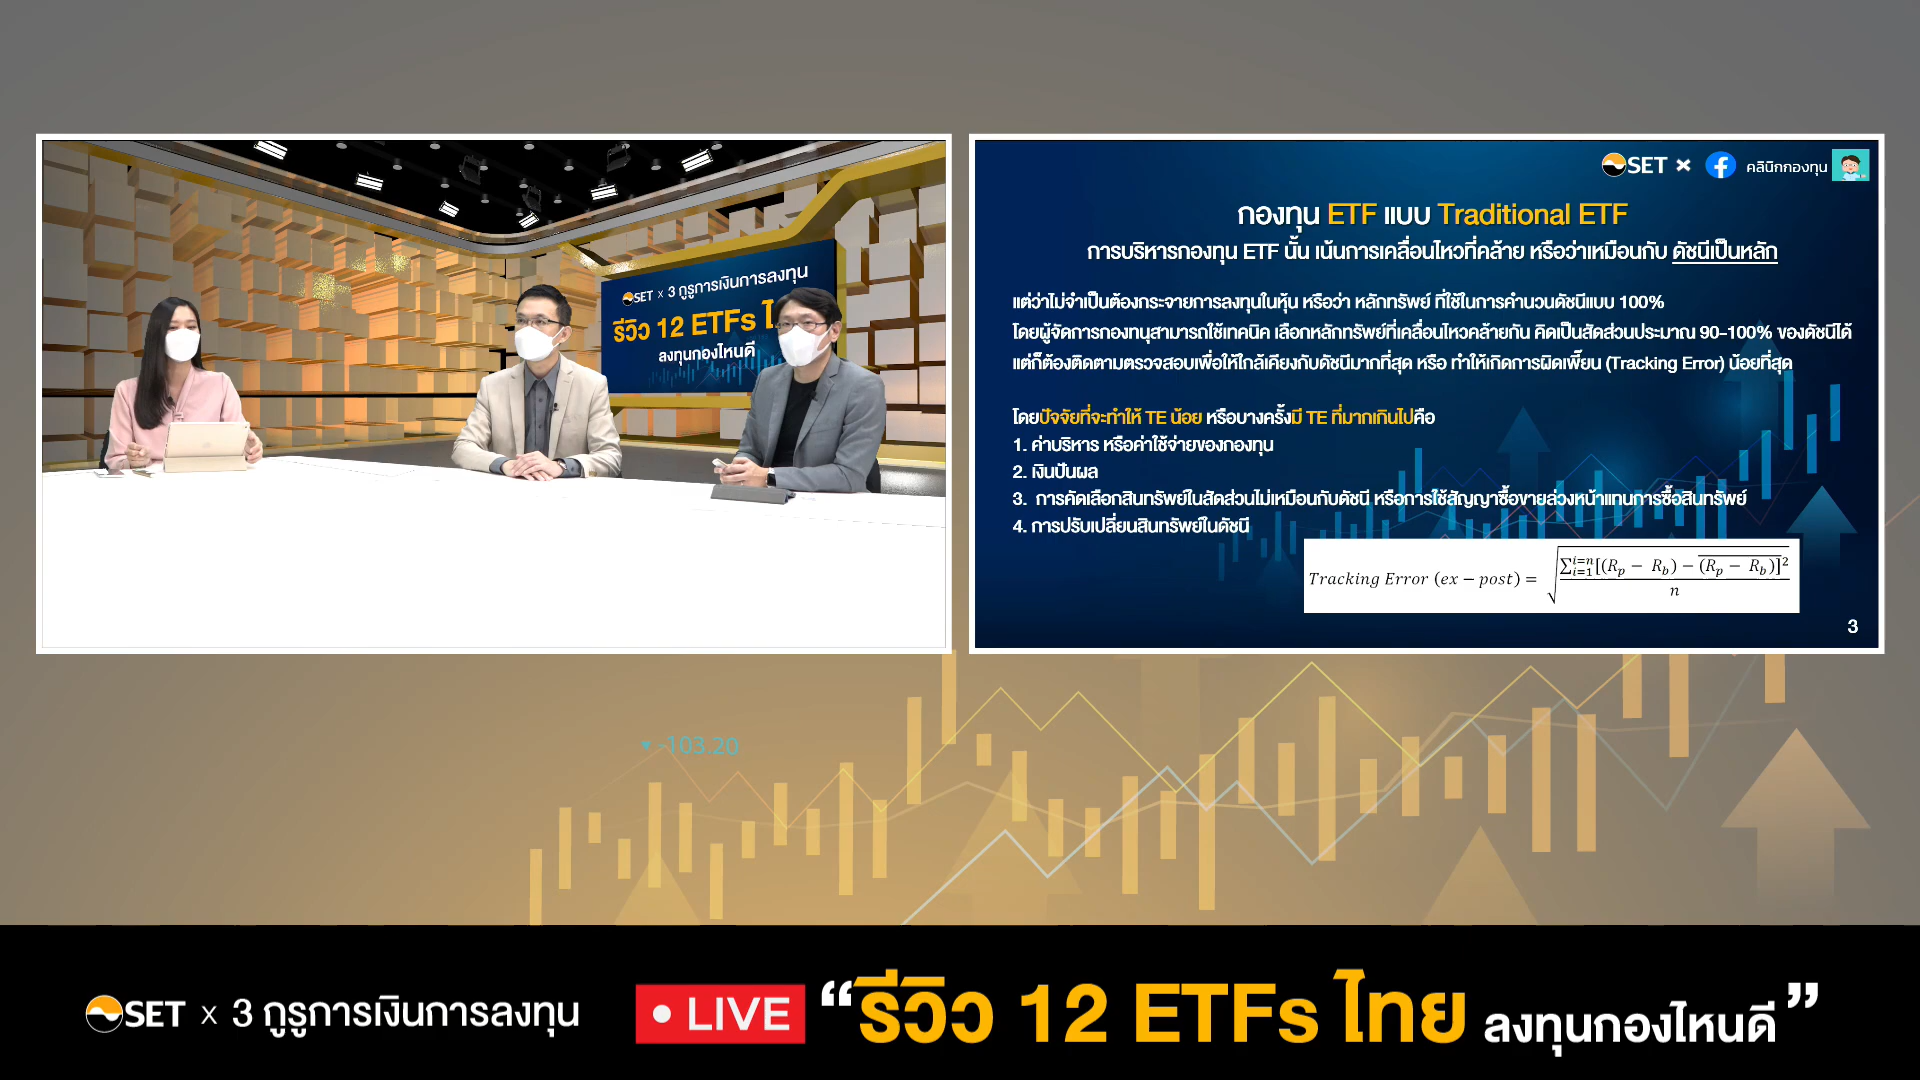 SET x 3 กูรูการเงินการลงทุน
รีวิว 12 ETFs ไ
ลงทุนกองไหนดี
SET × คลินิกกองทุน
กองทุน ETF แบบ Traditional ETF
การบริหารกองทุน ETF นั้น เน้นการเคลื่อนไหวที่คล้าย หรือว่าเหมือนกับ ดัชนีเป็นหลัก
แต่ว่าไม่จำเป็นต้องกระจายการลงทุนในหุ้น หรือว่า หลักทรัพย์ ที่ใช้ในการคำนวนดัชนีแบบ 100%
โดยผู้จัดการกองทนุสามารถใช้เทคนิค เลือกหลักทรัพย์ที่เคลื่อนไหวคล้ายกัน คิดเป็นสัดส่วนประมาณ 90-100% ของดัชนีได้
แต่ก็ต้องติดตามตรวจสอบเพื่อให้ใกล้เคียงกับดัชนีมากที่สุด หรือ ทำให้เกิดการผิดเพี้ยน (Tracking Error) น้อยที่สุด
โดยปัจจัยที่จะทำให้ TE น้อย หรือบางครั้งมี TE ที่มากเกินไปคือ
1. ค่าบริหาร หรือค่าใช้จ่ายของกองทุน
2. เงินปันผล
3. การคัดเลือกสินทรัพย์ในสัดส่วนไม่เหมือนกับดัชนี หรือการใช้สัญญาซื้อขายล่วงหน้าแทนการซื้อสินทรัพย์
4. การปรับเปลี่ยนสินทรัพย์ในดัชนี
Tracking Error (ex − post) = √(∑_{i=1}^{i=n}[(R_p − R_b) − \overline{(R_p − R_b)}]² / n)
3
▼ -103.20
SET x 3 กูรูการเงินการลงทุน
LIVE “รีวิว 12 ETFs ไทย ลงทุนกองไหนดี”